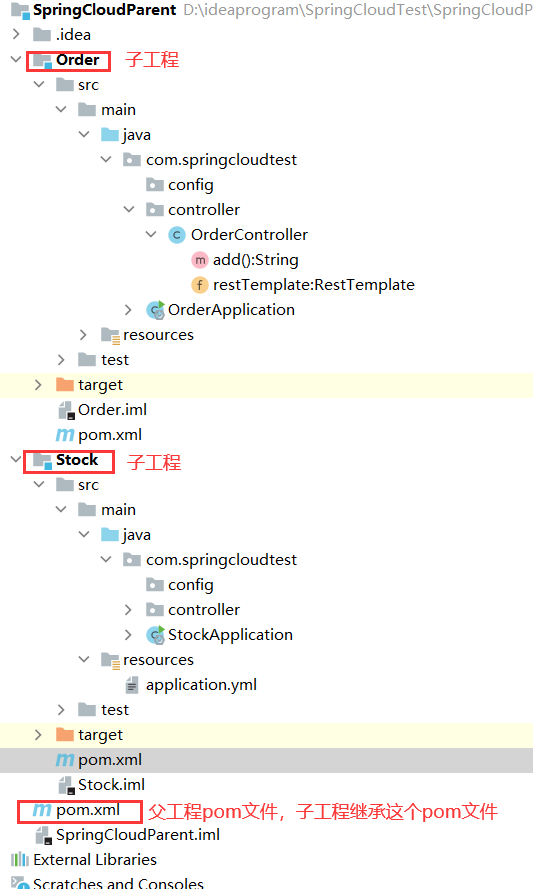 SpringCloudParent D:\ideaprogram\SpringCloudTest\SpringCloudP
.idea
Order 子工程
src
main
java
com.springcloudtest
config
controller
C OrderController
m add():String
f restTemplate:RestTemplate
OrderApplication
resources
test
target
Order.iml
m pom.xml
Stock 子工程
src
main
java
com.springcloudtest
config
controller
StockApplication
resources
application.yml
test
target
m pom.xml
Stock.iml
m pom.xml 父工程pom文件，子工程继承这个pom文件
SpringCloudParent.iml
External Libraries
Scratches and Consoles